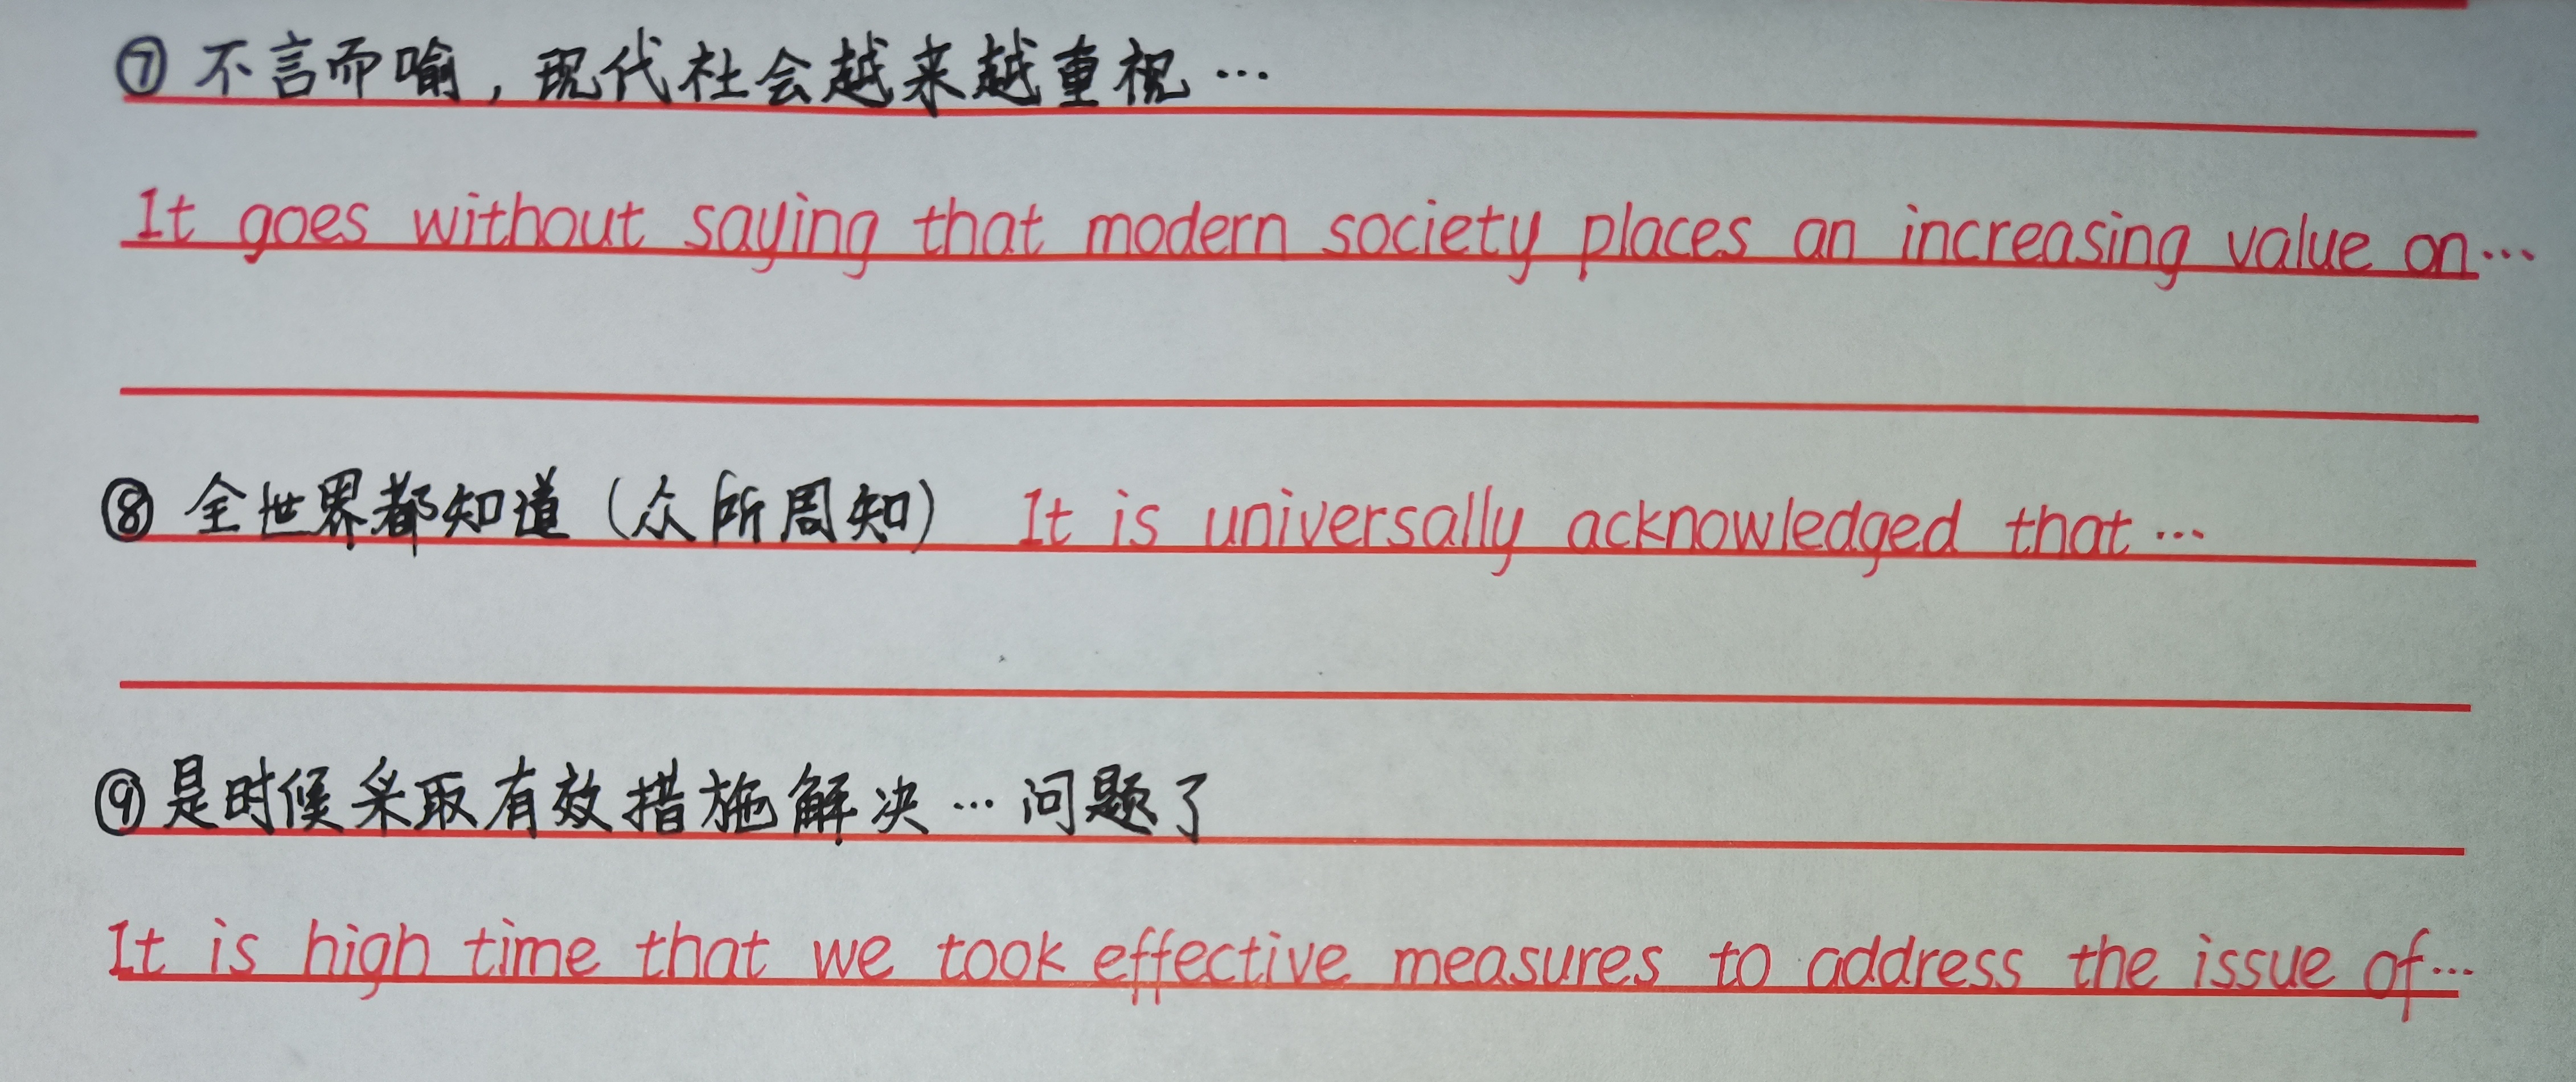 ⑦ 不言而喻，现代社会越来越重视…
It goes without saying that modern society places an increasing value on…
⑧ 全世界都知道（众所周知） It is universally acknowledged that…
⑨ 是时候采取有效措施解决…问题了
It is high time that we took effective measures to address the issue of…